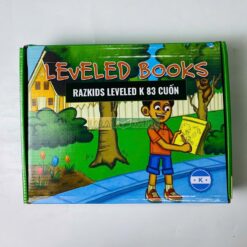 LEVELED BOOKS
RAZKIDS LEVELED K 83 CUỐN
K